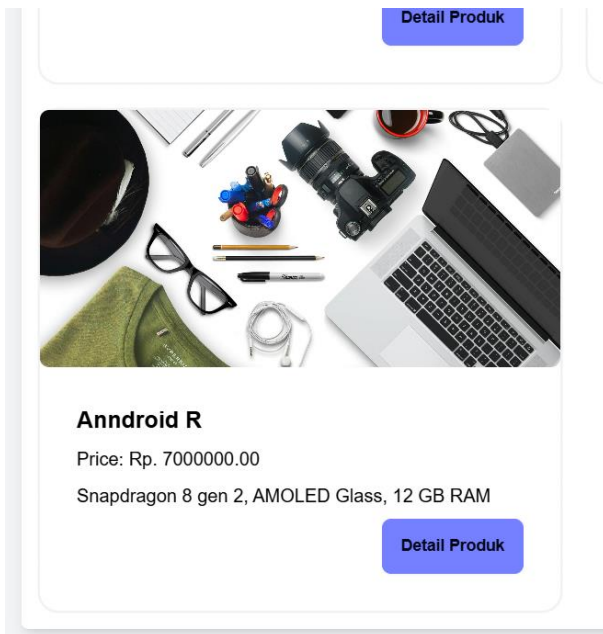 Detail Produk
Anndroid R
Price: Rp. 7000000.00
Snapdragon 8 gen 2, AMOLED Glass, 12 GB RAM
Detail Produk